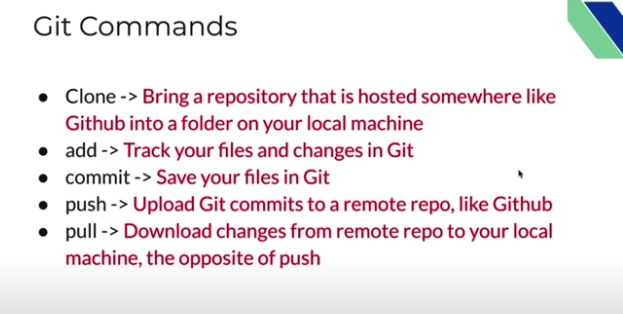 Git Commands
● Clone -> Bring a repository that is hosted somewhere like
Github into a folder on your local machine
● add -> Track your files and changes in Git
● commit -> Save your files in Git
● push -> Upload Git commits to a remote repo, like Github
● pull -> Download changes from remote repo to your local
machine, the opposite of push